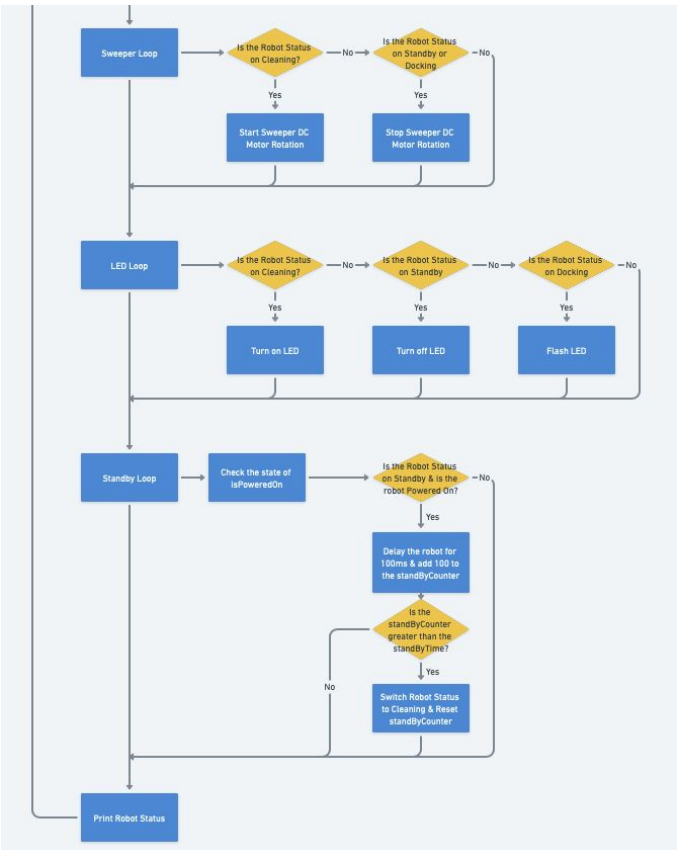 Sweeper Loop
Is the Robot Status
on Cleaning?
No
Is the Robot Status
on Standby or
Docking
No
Yes
Yes
Start Sweeper DC
Motor Rotation
Stop Sweeper DC
Motor Rotation
LED Loop
Is the Robot Status
on Cleaning?
No
Is the Robot Status
on Standby
No
Is the Robot Status
on Docking
No
Yes
Yes
Yes
Turn on LED
Turn off LED
Flash LED
Standby Loop
Check the state of
isPoweredOn
Is the Robot Status
on Standby & is the
robot Powered On?
No
Yes
Delay the robot for
100ms & add 100 to
the standByCounter
Is the
standByCounter
greater than the
standByTime?
No
Yes
Switch Robot Status
to Cleaning & Reset
standByCounter
Print Robot Status